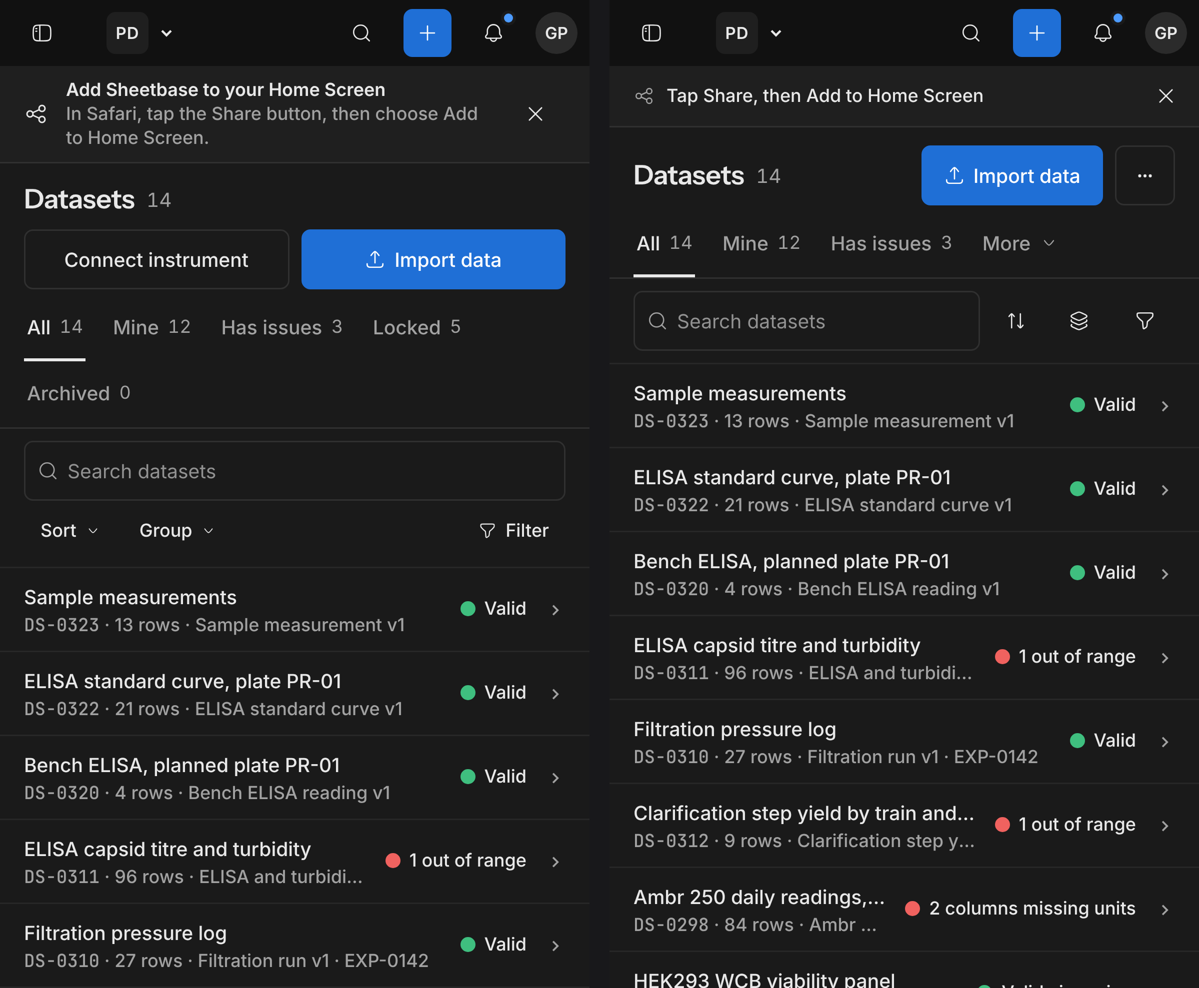 PD
GP
Add Sheetbase to your Home Screen
In Safari, tap the Share button, then choose Add
to Home Screen.
Datasets 14
Connect instrument
Import data
All 14 Mine 12 Has issues 3 Locked 5
Archived 0
Search datasets
Sort Group Filter
Sample measurements
DS-0323 · 13 rows · Sample measurement v1
Valid
ELISA standard curve, plate PR-01
DS-0322 · 21 rows · ELISA standard curve v1
Valid
Bench ELISA, planned plate PR-01
DS-0320 · 4 rows · Bench ELISA reading v1
Valid
ELISA capsid titre and turbidity
DS-0311 · 96 rows · ELISA and turbidi...
1 out of range
Filtration pressure log
DS-0310 · 27 rows · Filtration run v1 · EXP-0142
Valid
PD
GP
Tap Share, then Add to Home Screen
Datasets 14
Import data
All 14 Mine 12 Has issues 3 More
Search datasets
Sample measurements
DS-0323 · 13 rows · Sample measurement v1
Valid
ELISA standard curve, plate PR-01
DS-0322 · 21 rows · ELISA standard curve v1
Valid
Bench ELISA, planned plate PR-01
DS-0320 · 4 rows · Bench ELISA reading v1
Valid
ELISA capsid titre and turbidity
DS-0311 · 96 rows · ELISA and turbidi...
1 out of range
Filtration pressure log
DS-0310 · 27 rows · Filtration run v1 · EXP-0142
Valid
Clarification step yield by train and...
DS-0312 · 9 rows · Clarification step y...
1 out of range
Ambr 250 daily readings,...
DS-0298 · 84 rows · Ambr ...
2 columns missing units
HEK293 WCB viability panel